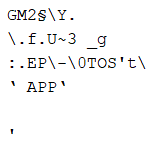 GM2§\Y.
\.f.U~3 _g
:.EP\-\0TOS't\
‛ APP‛
'